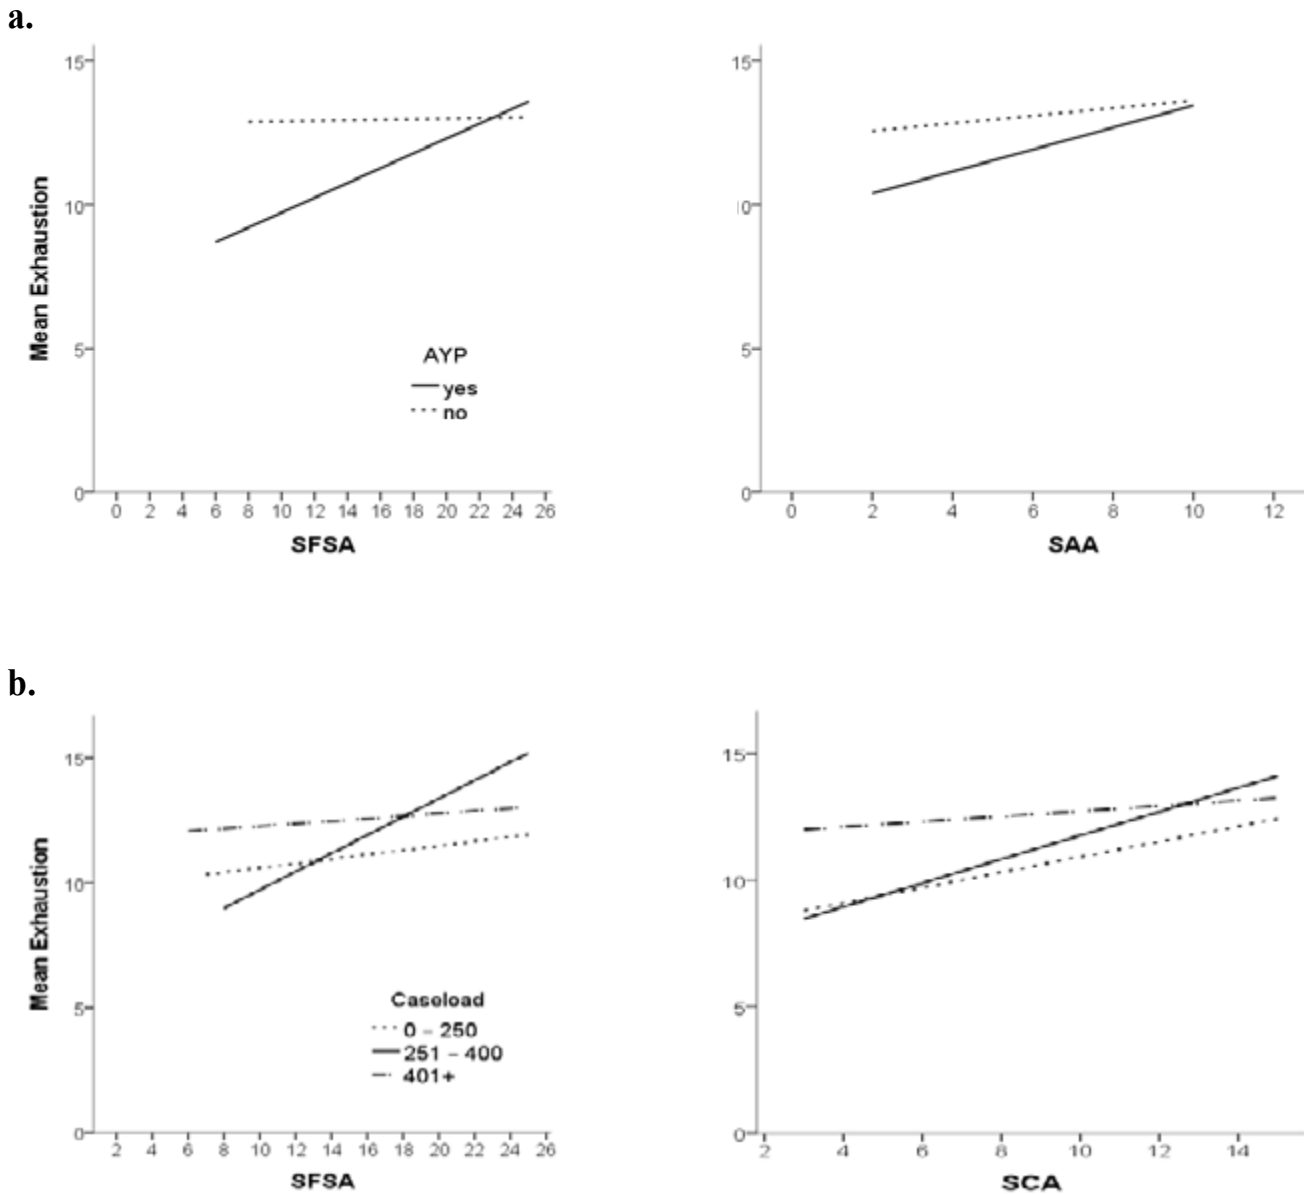 a.
15
10
5
0
Mean Exhaustion
AYP
yes
no
0 2 4 6 8 10 12 14 16 18 20 22 24 26
SFSA
15
10
5
0
0 2 4 6 8 10 12
SAA
b.
15
10
5
0
Mean Exhaustion
Caseload
0 – 250
251 – 400
401+
2 4 6 8 10 12 14 16 18 20 22 24 26
SFSA
15
10
5
0
2 4 6 8 10 12 14
SCA